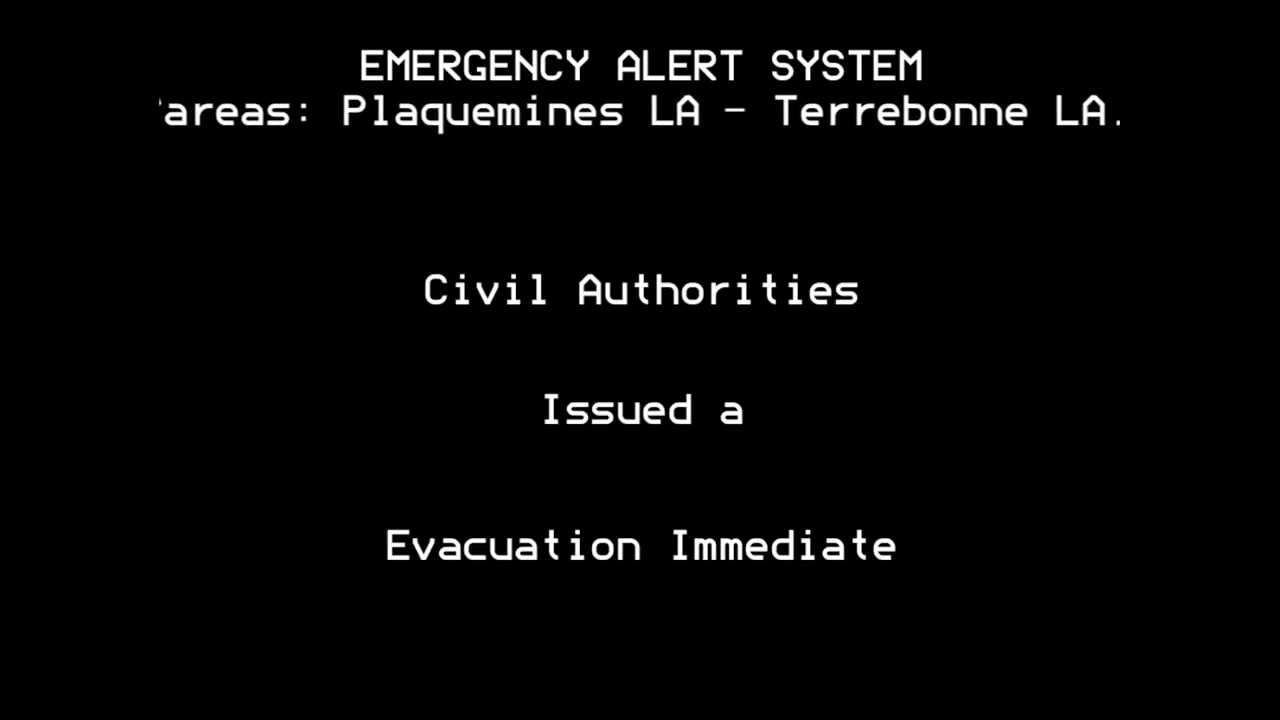 EMERGENCY ALERT SYSTEM
areas: Plaquemines LA - Terrebonne LA.
Civil Authorities
Issued a
Evacuation Immediate